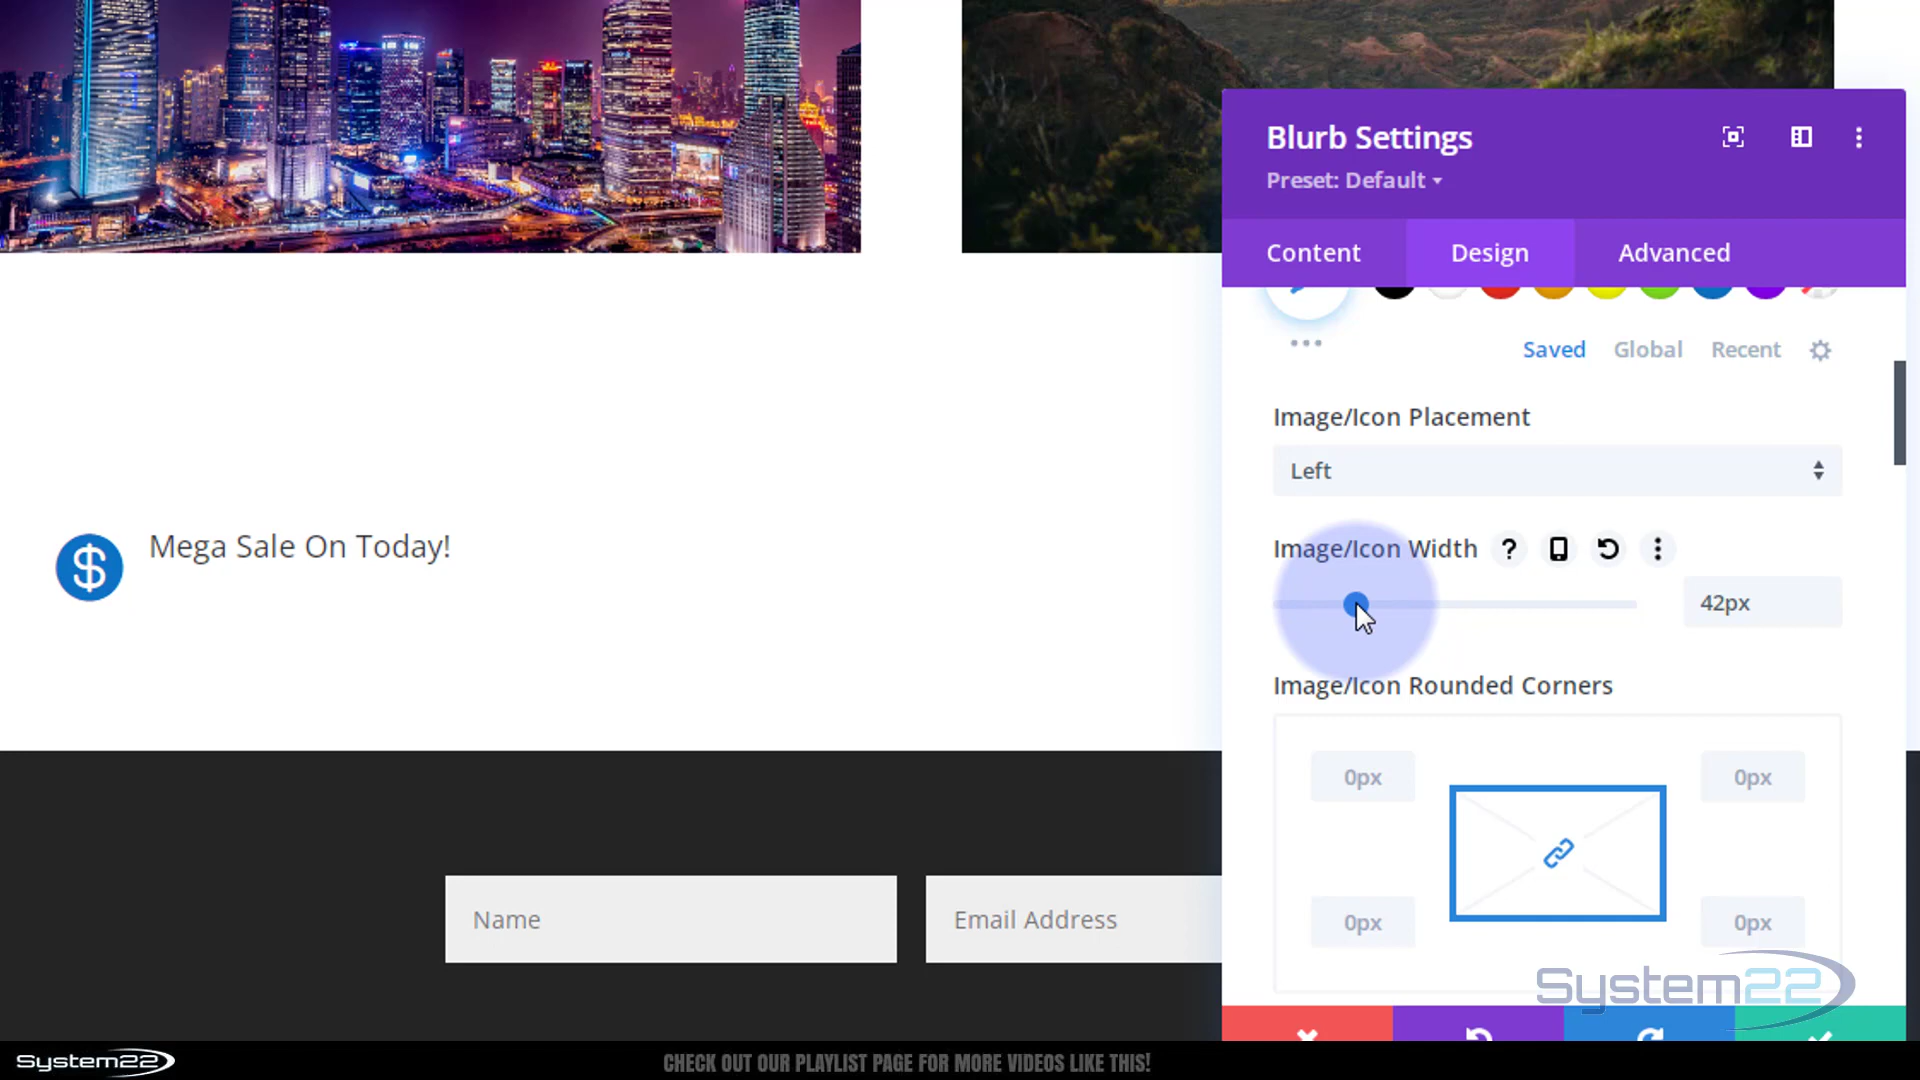 Blurb Settings
Preset: Default
Content
Design
Advanced
Saved
Global
Recent
Image/Icon Placement
Left
Image/Icon Width
?
42px
Image/Icon Rounded Corners
0px
0px
0px
0px
$
Mega Sale On Today!
Name
Email Address
System22
System22
CHECK OUT OUR PLAYLIST PAGE FOR MORE VIDEOS LIKE THIS!